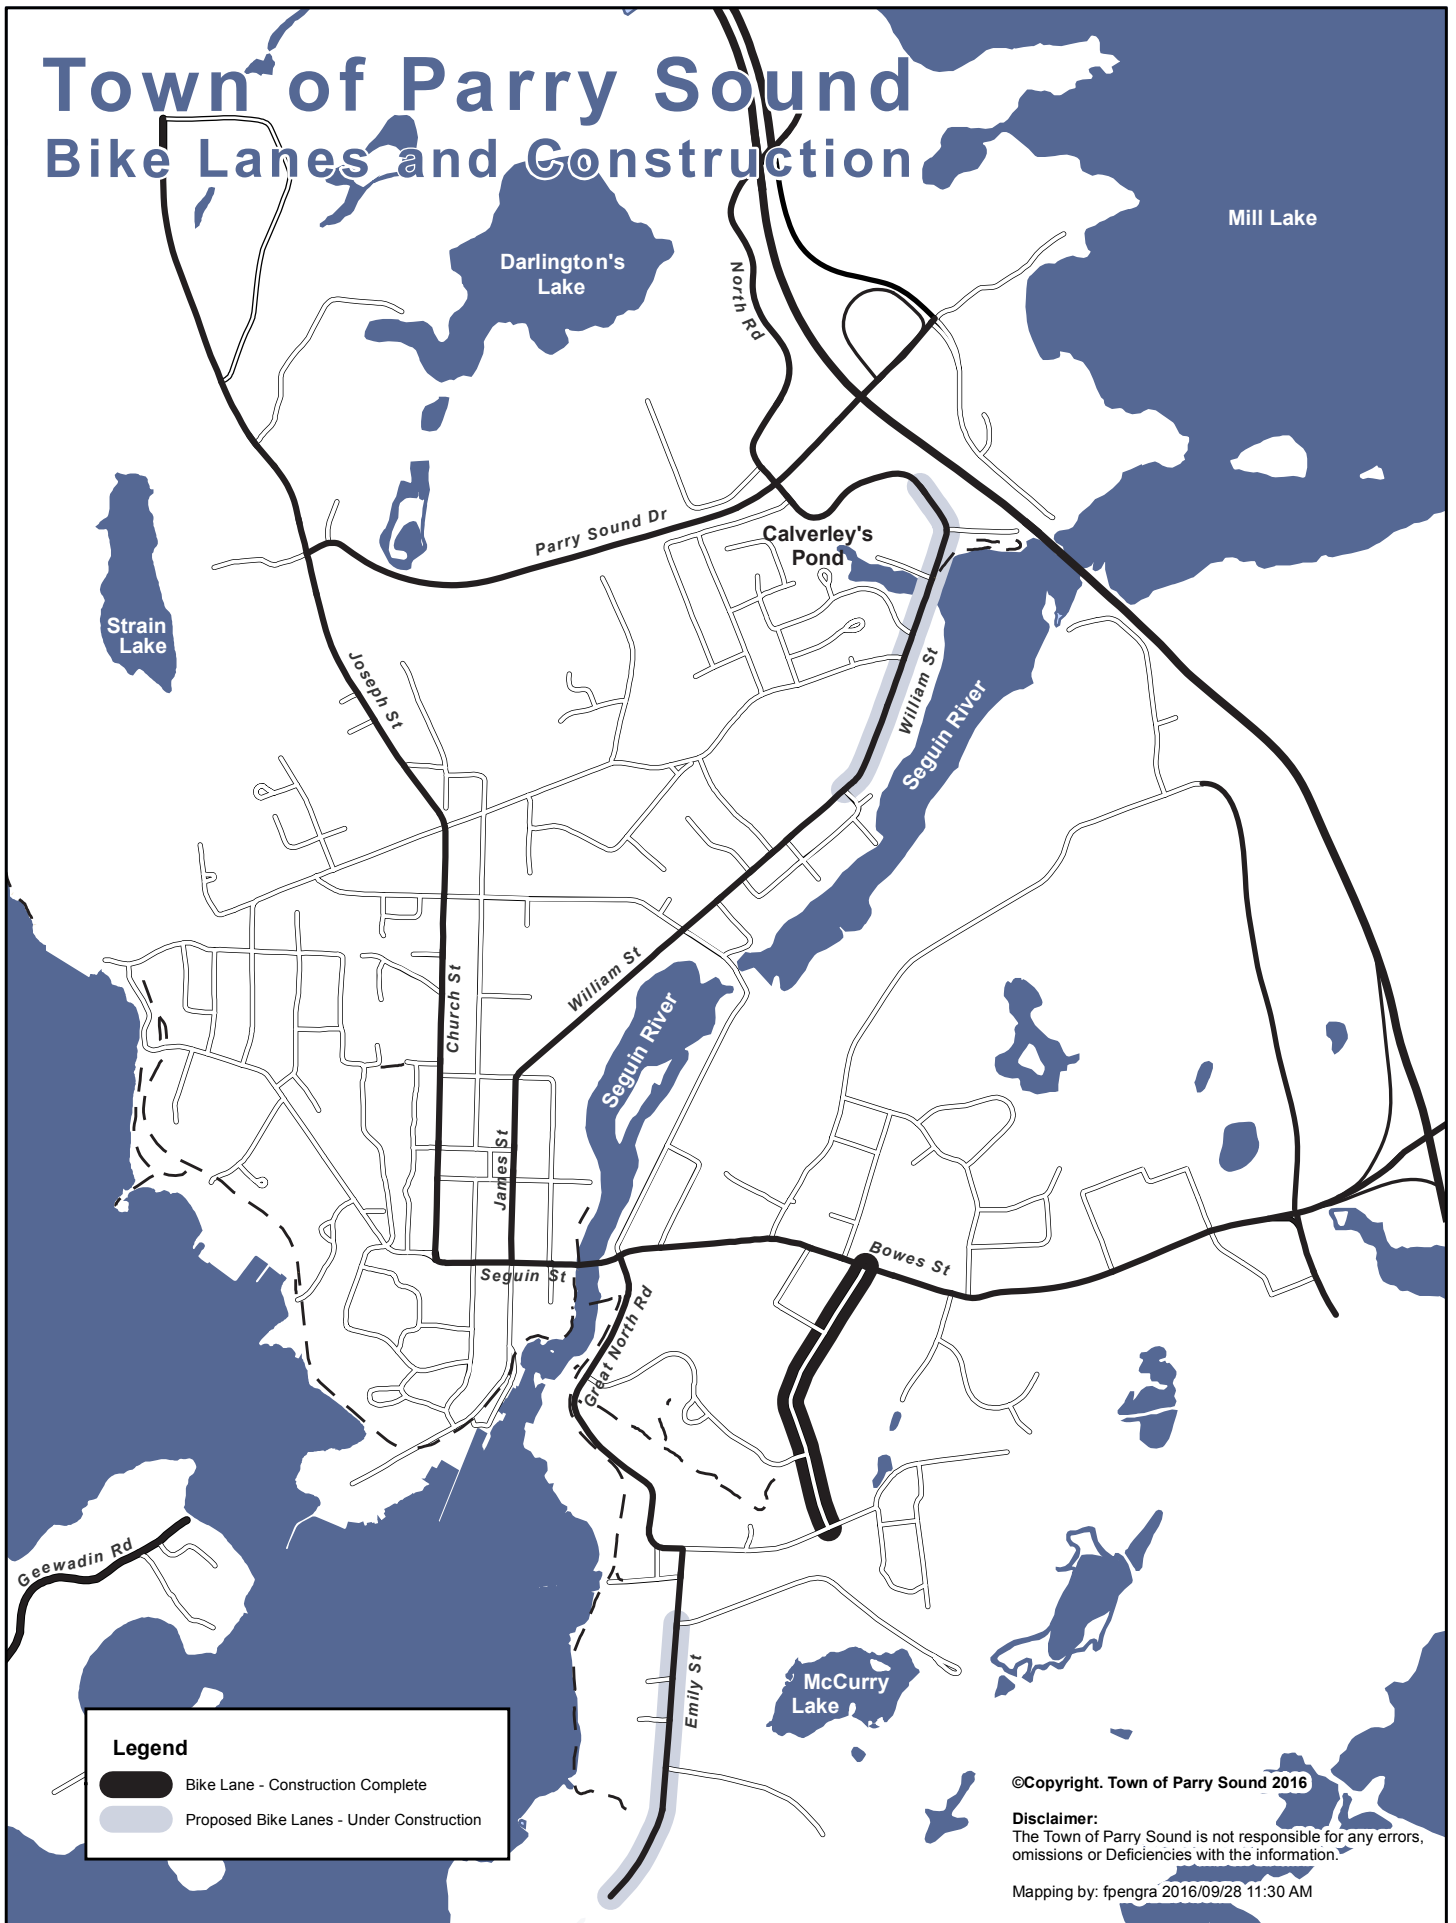 Town of Parry Sound
Bike Lanes and Construction
Mill Lake
Darlington's
Lake
North Rd
Parry Sound Dr
Calverley's
Pond
Strain
Lake
Joseph St
William St
Seguin River
Church St
William St
Seguin River
James St
Seguin St
Bowes St
Great North Rd
Geewadin Rd
Emily St
McCurry
Lake
Legend
Bike Lane - Construction Complete
Proposed Bike Lanes - Under Construction
©Copyright. Town of Parry Sound 2016
Disclaimer:
The Town of Parry Sound is not responsible for any errors,
omissions or Deficiencies with the information.
Mapping by: fpengra 2016/09/28 11:30 AM